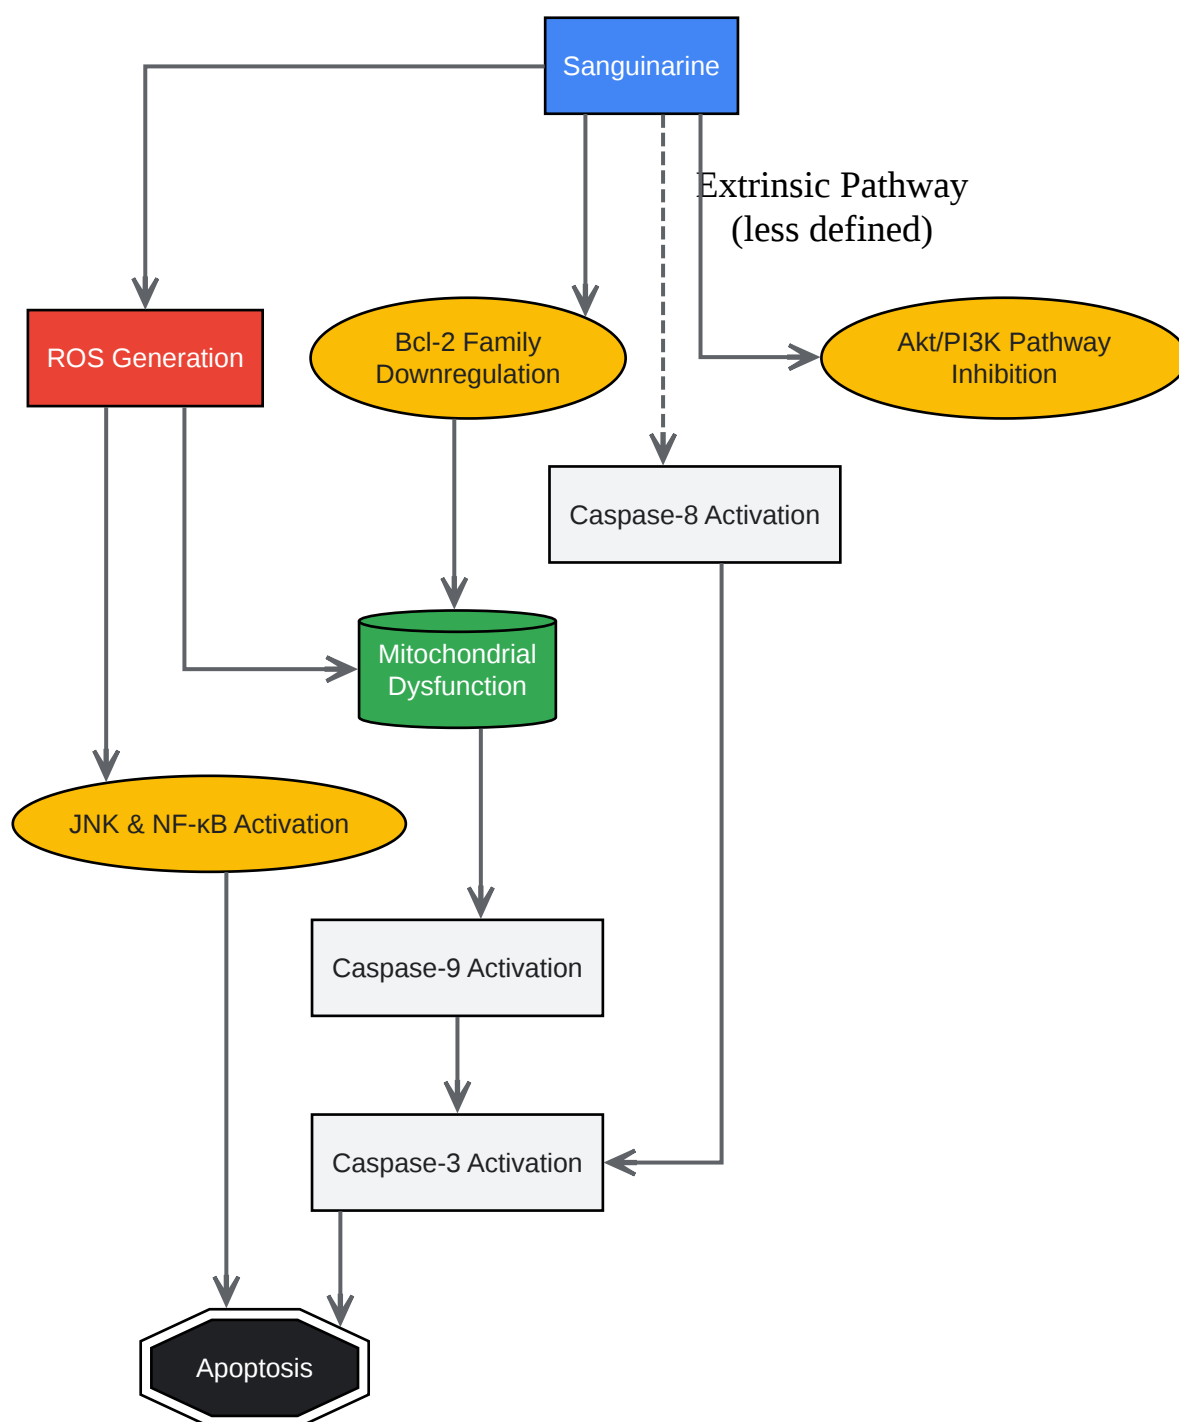 Sanguinarine
Extrinsic Pathway
(less defined)
ROS Generation
Bcl-2 Family
Downregulation
Akt/PI3K Pathway
Inhibition
Caspase-8 Activation
Mitochondrial
Dysfunction
JNK & NF-κB Activation
Caspase-9 Activation
Caspase-3 Activation
Apoptosis